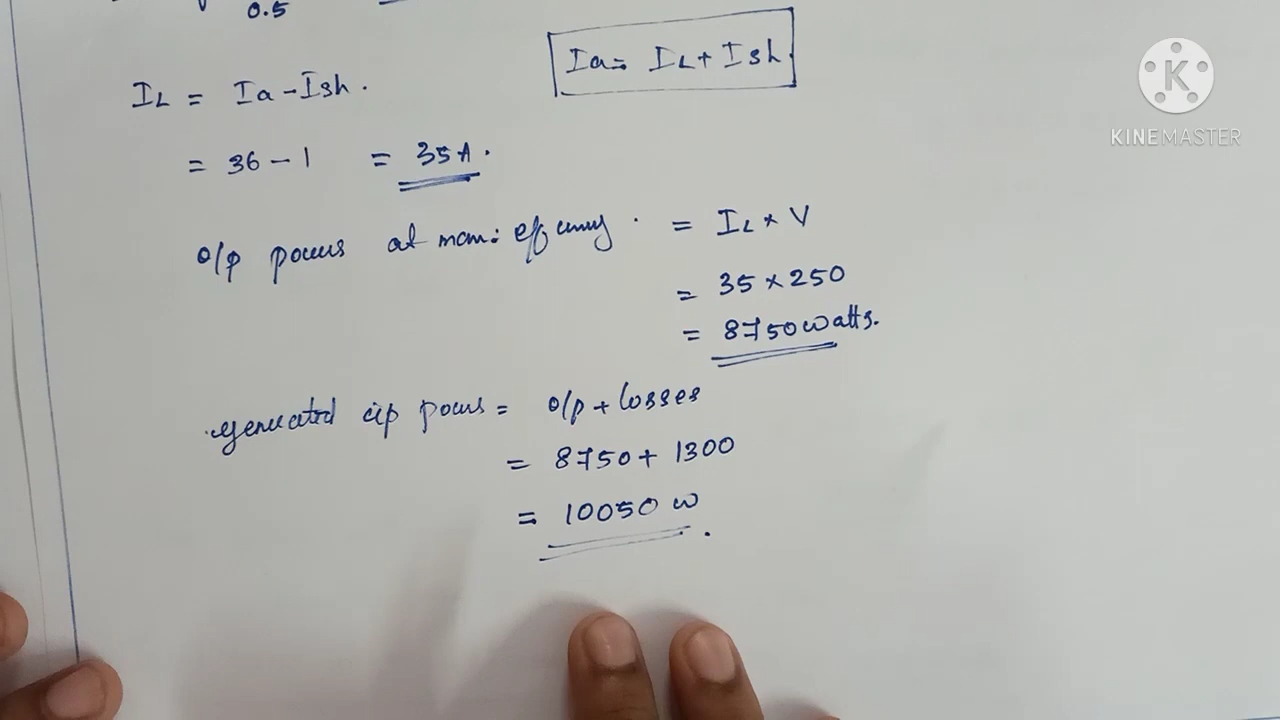 0.5
Ia = IL + Ish
IL = Ia - Ish.
= 36 - 1 = 35A.
o/p power at max: efficiency. = IL × V
= 35 × 250
= 8750 watts.
generated i/p power = o/p + losses
= 8750 + 1300
= 10050 w
K
KINEMASTER